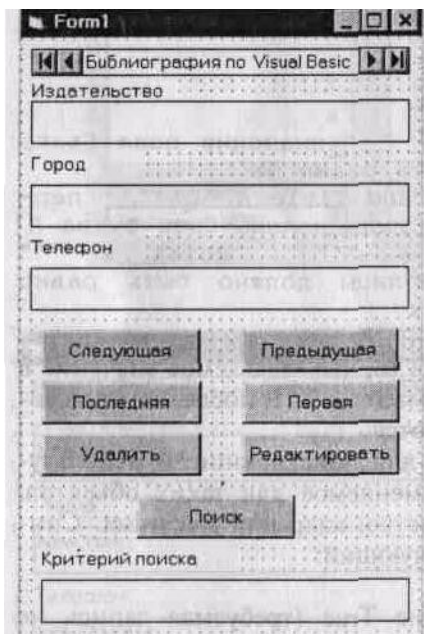 Form1
Библиография по Visual Basic
Издательство
Город
Телефон
Следующая Предыдущая
Последняя Первая
Удалить Редактировать
Поиск
Критерий поиска